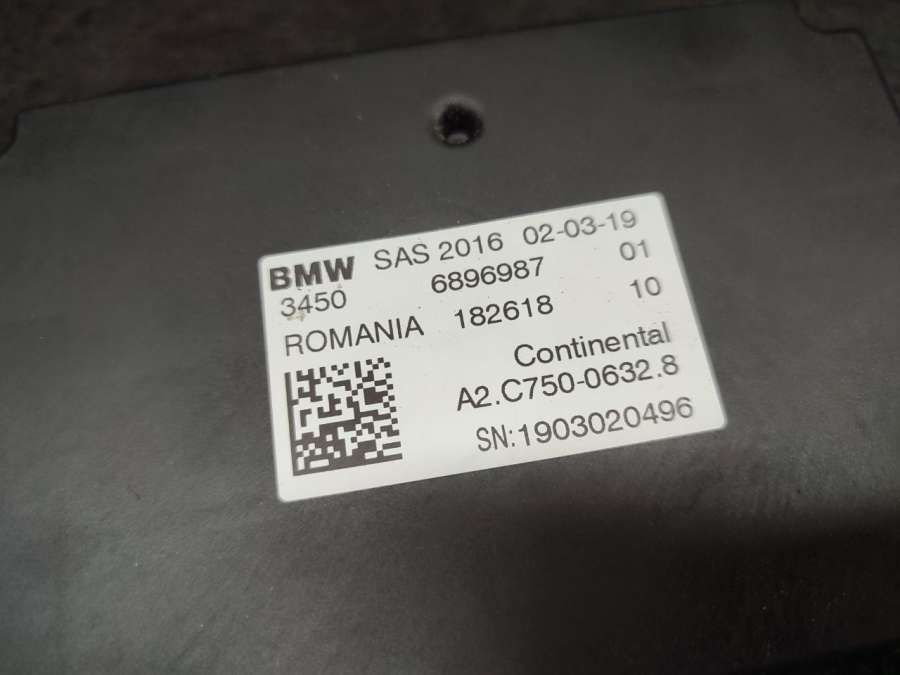 BMW SAS 2016 02-03-19
3450 6896987 01
ROMANIA 182618 10
Continental
A2.C750-0632.8
SN:1903020496